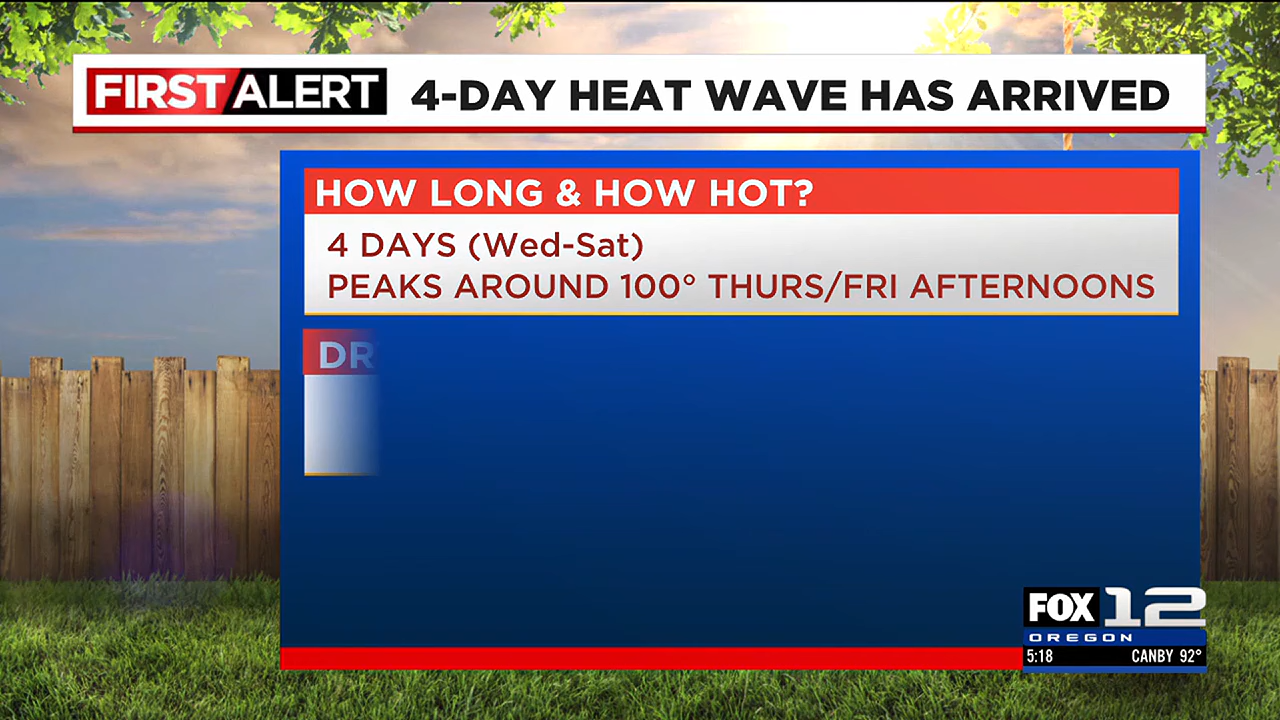 FIRST ALERT 4-DAY HEAT WAVE HAS ARRIVED
HOW LONG & HOW HOT?
4 DAYS (Wed-Sat)
PEAKS AROUND 100° THURS/FRI AFTERNOONS
DR
FOX 12
OREGON
5:18 CANBY 92°